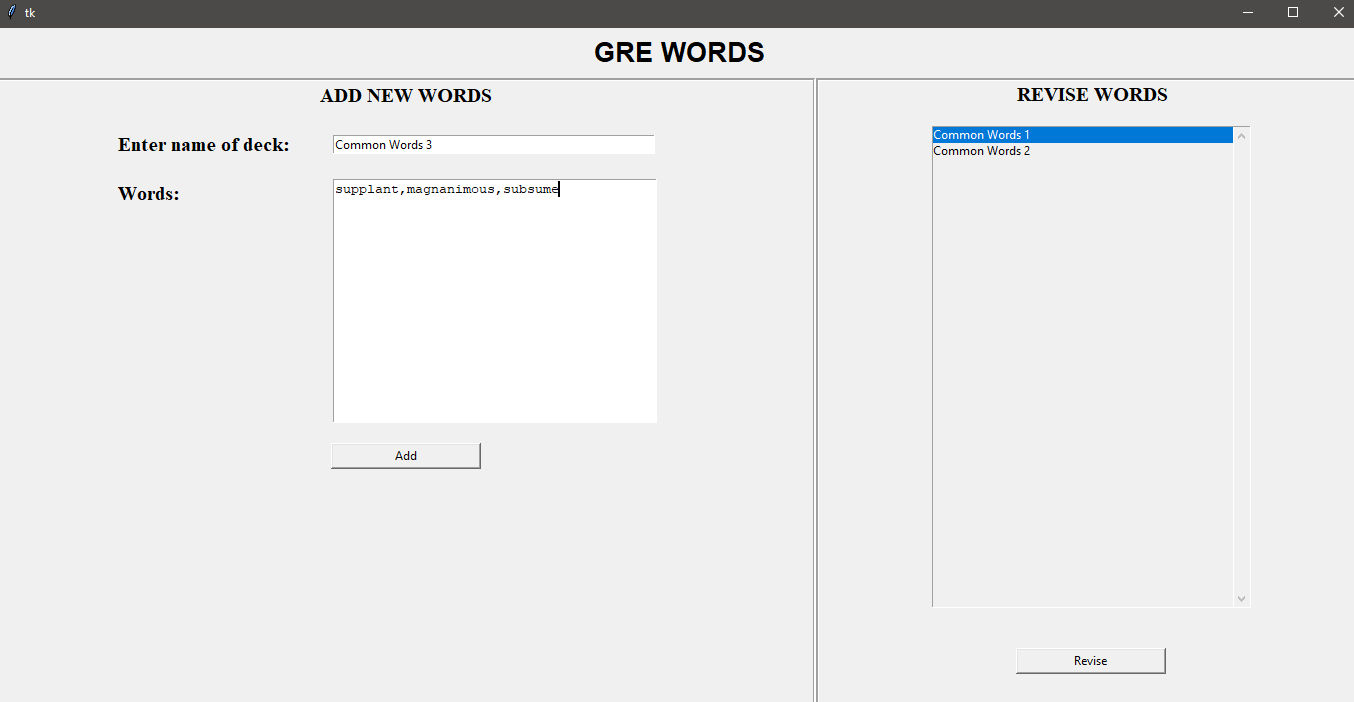 tk
GRE WORDS
ADD NEW WORDS
Enter name of deck: Common Words 3
Words: supplant,magnanimous,subsume
Add
REVISE WORDS
Common Words 1
Common Words 2
Revise